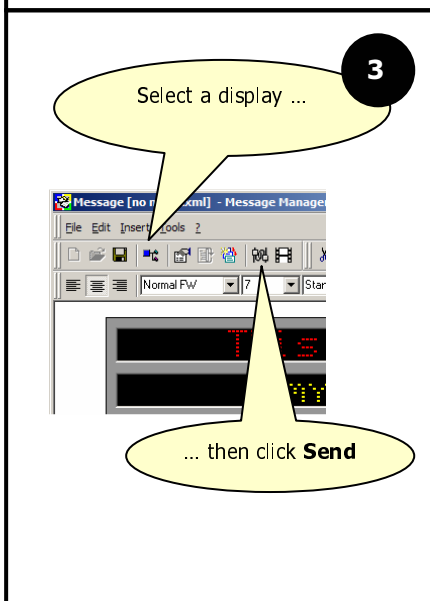 3
Select a display ...
Message [no n xml] - Message Manager
File Edit Insert Tools ?
Normal FW 7 Star
... then click Send